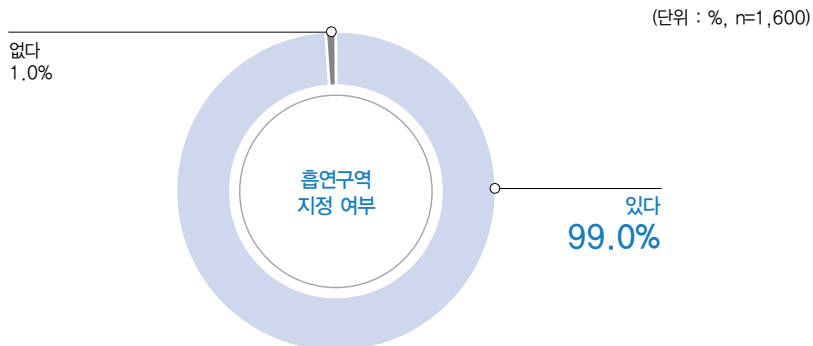 (단위 : %, n=1,600)
없다
1.0%
흡연구역
지정 여부
있다
99.0%